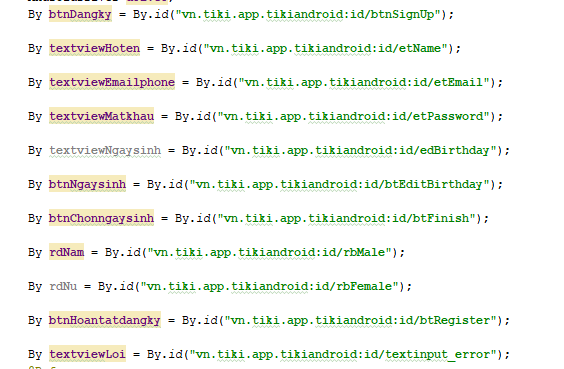 By btnDangky = By.id("vn.tiki.app.tikiandroid:id/btnSignUp");
By textviewHoten = By.id("vn.tiki.app.tikiandroid:id/etName");
By textviewEmailphone = By.id("vn.tiki.app.tikiandroid:id/etEmail");
By textviewMatkhau = By.id("vn.tiki.app.tikiandroid:id/etPassword");
By textviewNgaysinh = By.id("vn.tiki.app.tikiandroid:id/edBirthday");
By btnNgaysinh = By.id("vn.tiki.app.tikiandroid:id/btEditBirthday");
By btnChonngaysinh = By.id("vn.tiki.app.tikiandroid:id/btFinish");
By rdNam = By.id("vn.tiki.app.tikiandroid:id/rbMale");
By rdNu = By.id("vn.tiki.app.tikiandroid:id/rbFemale");
By btnHoantatdangky = By.id("vn.tiki.app.tikiandroid:id/btRegister");
By textviewLoi = By.id("vn.tiki.app.tikiandroid:id/textinput_error");